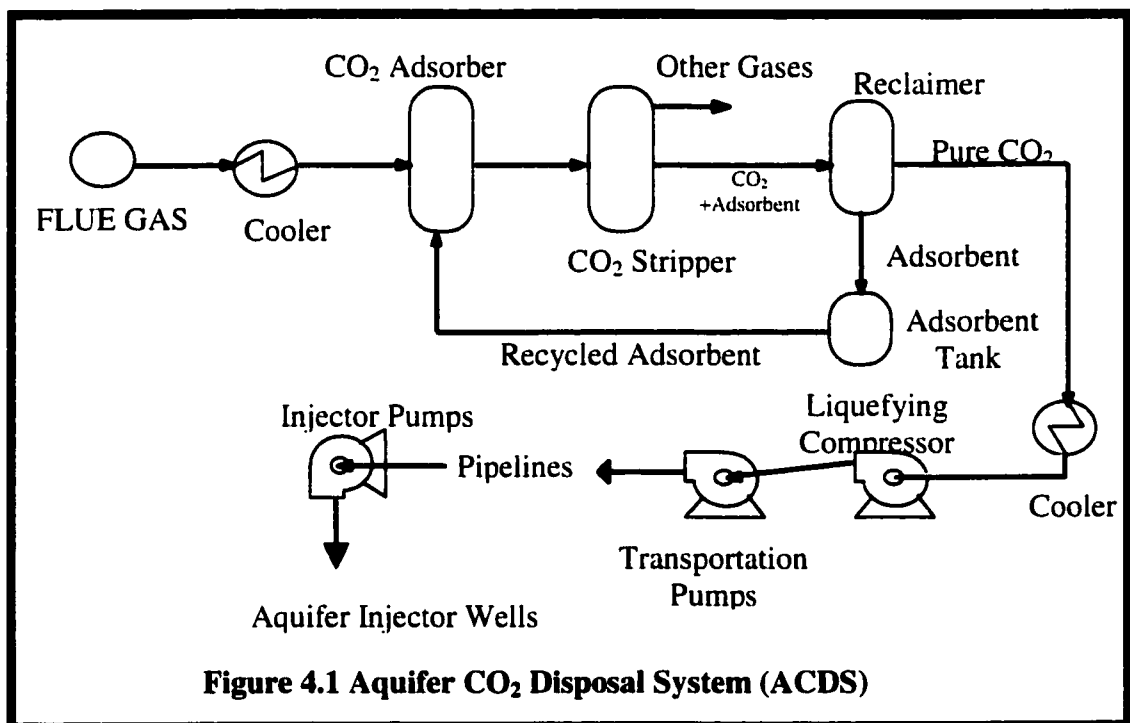 CO₂ Adsorber
Other Gases
Reclaimer
Pure CO₂
CO₂
+Adsorbent
FLUE GAS
Cooler
CO₂ Stripper
Adsorbent
Adsorbent
Tank
Recycled Adsorbent
Injector Pumps
Liquefying
Compressor
Pipelines
Cooler
Transportation
Pumps
Aquifer Injector Wells
Figure 4.1 Aquifer CO₂ Disposal System (ACDS)